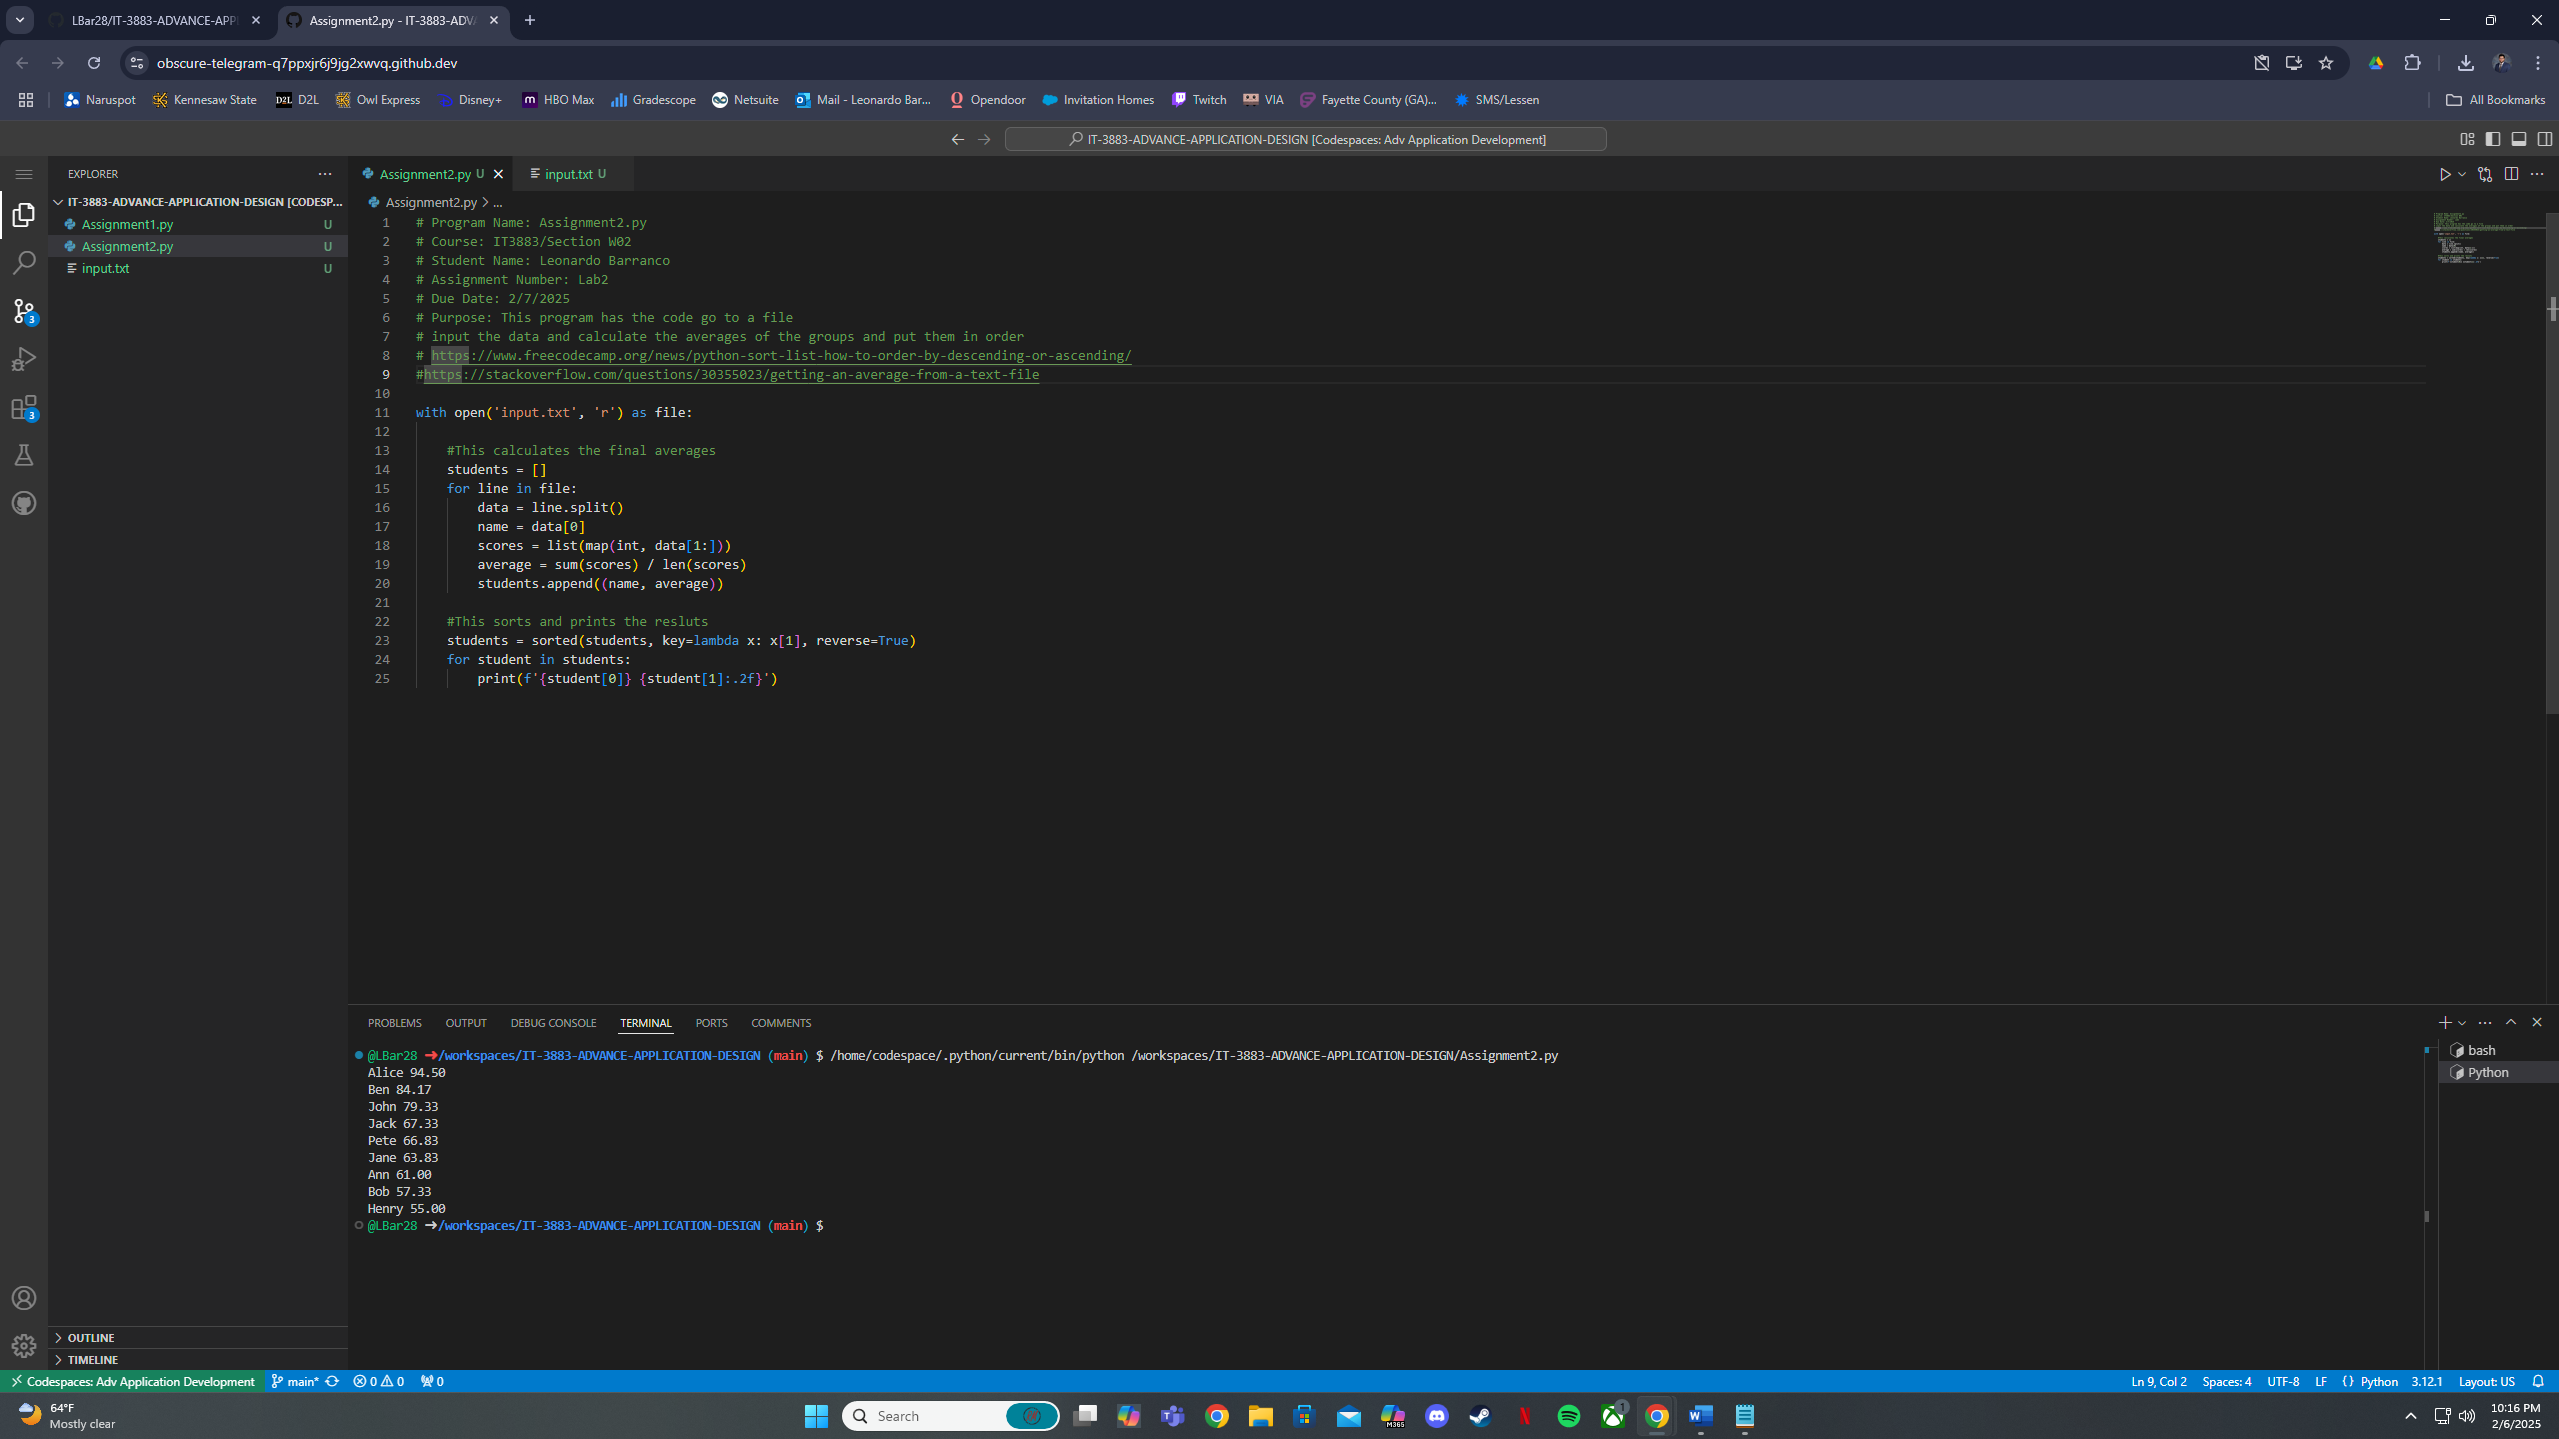 LBar28/IT-3883-ADVANCE-APP
Assignment2.py - IT-3883-ADV
obscure-telegram-q7ppxjr6j9jg2xwvq.github.dev
Naruspot Kennesaw State D2L D2L Owl Express Disney+ HBO Max Gradescope Netsuite Mail - Leonardo Bar... Opendoor Invitation Homes Twitch VIA Fayette County (GA)... SMS/Lessen All Bookmarks
IT-3883-ADVANCE-APPLICATION-DESIGN [Codespaces: Adv Application Development]
EXPLORER
IT-3883-ADVANCE-APPLICATION-DESIGN [CODESP...
Assignment1.py U
Assignment2.py U
input.txt U
3
3
OUTLINE
TIMELINE
Assignment2.py U
input.txt U
Assignment2.py > ...
1 # Program Name: Assignment2.py
2 # Course: IT3883/Section W02
3 # Student Name: Leonardo Barranco
4 # Assignment Number: Lab2
5 # Due Date: 2/7/2025
6 # Purpose: This program has the code go to a file
7 # input the data and calculate the averages of the groups and put them in order
8 # https://www.freecodecamp.org/news/python-sort-list-how-to-order-by-descending-or-ascending/
9 #https://stackoverflow.com/questions/30355023/getting-an-average-from-a-text-file
10
11 with open('input.txt', 'r') as file:
12
13 #This calculates the final averages
14 students = []
15 for line in file:
16 data = line.split()
17 name = data[0]
18 scores = list(map(int, data[1:]))
19 average = sum(scores) / len(scores)
20 students.append((name, average))
21
22 #This sorts and prints the resluts
23 students = sorted(students, key=lambda x: x[1], reverse=True)
24 for student in students:
25 print(f'{student[0]} {student[1]:.2f}')
PROBLEMS OUTPUT DEBUG CONSOLE TERMINAL PORTS COMMENTS
@LBar28 ➜/workspaces/IT-3883-ADVANCE-APPLICATION-DESIGN (main) $ /home/codespace/.python/current/bin/python /workspaces/IT-3883-ADVANCE-APPLICATION-DESIGN/Assignment2.py
Alice 94.50
Ben 84.17
John 79.33
Jack 67.33
Pete 66.83
Jane 63.83
Ann 61.00
Bob 57.33
Henry 55.00
@LBar28 ➜/workspaces/IT-3883-ADVANCE-APPLICATION-DESIGN (main) $
bash
Python
Codespaces: Adv Application Development main* 0 0 0 Ln 9, Col 2 Spaces: 4 UTF-8 LF {} Python 3.12.1 Layout: US
64°F
Mostly clear
Search
M365
1
10:16 PM
2/6/2025